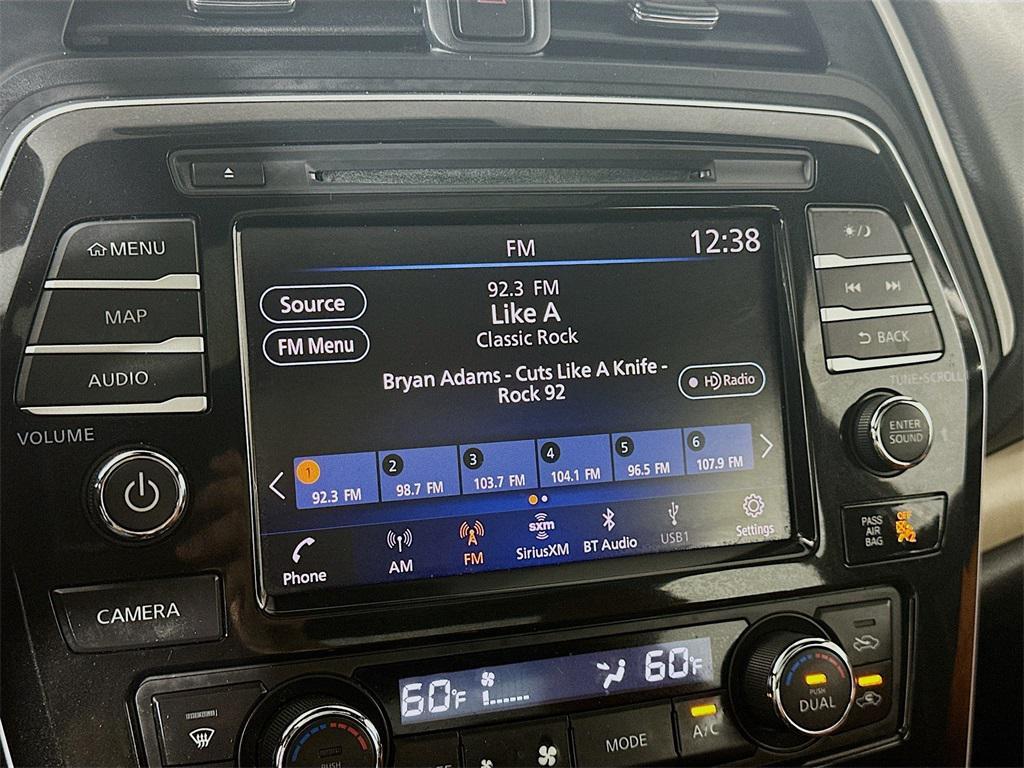 MENU
MAP
AUDIO
VOLUME
CAMERA
FM
12:38
Source
FM Menu
92.3 FM
Like A
Classic Rock
Bryan Adams - Cuts Like A Knife -
Rock 92
HD Radio
1
92.3 FM
2
98.7 FM
3
103.7 FM
4
104.1 FM
5
96.5 FM
6
107.9 FM
Phone
AM
FM
sxm
SiriusXM
BT Audio
USB1
Settings
BACK
TUNE•SCROLL
ENTER
SOUND
PASS
AIR
BAG
OFF
60°F
60°F
PUSH
MODE
A/C
PUSH
DUAL